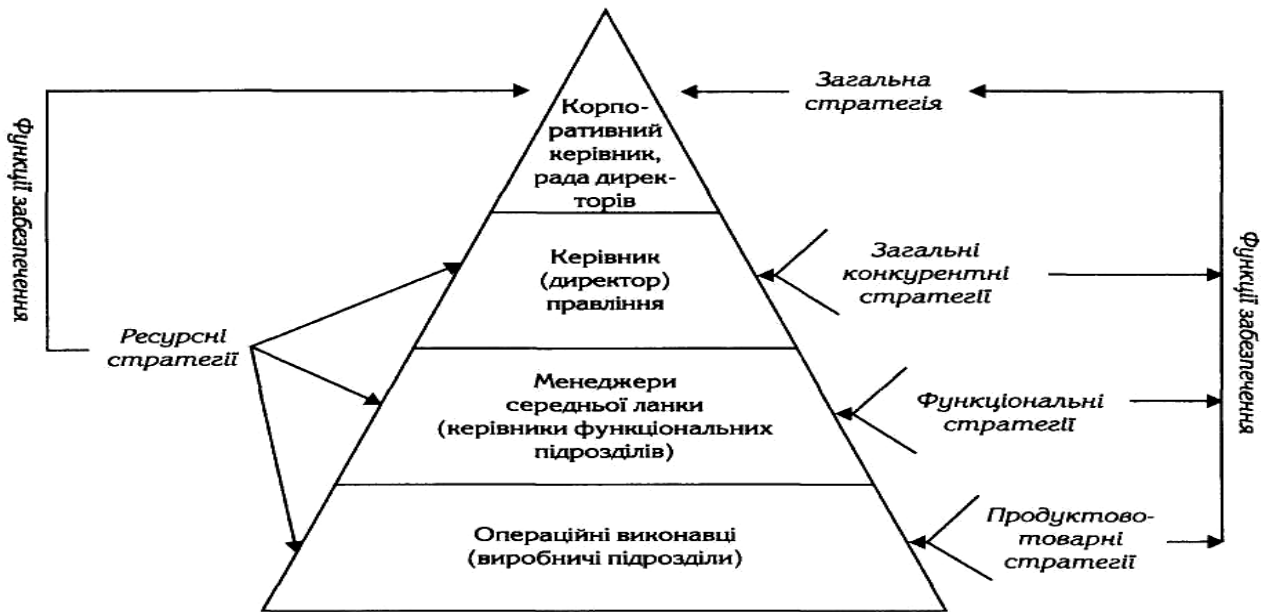 Функції забезпечення
Загальна
стратегія
Корпо-
ративний
керівник,
рада дирек-
торів
Керівник
(директор)
правління
Загальні
конкурентні
стратегії
Функції забезпечення
Ресурсні
стратегії
Менеджери
середньої ланки
(керівники функціональних
підрозділів)
Функціональні
стратегії
Операційні виконавці
(виробничі підрозділи)
Продуктово-
товарні
стратегії